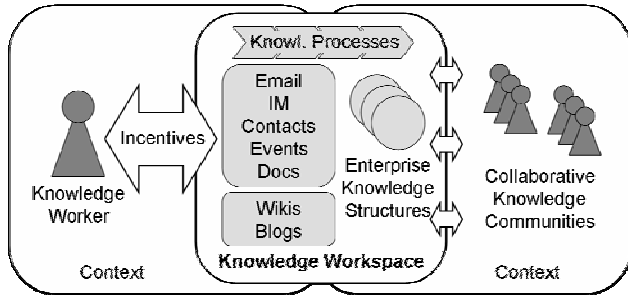 Knowl. Processes
Email
IM
Contacts
Events
Docs
Wikis
Blogs
Enterprise
Knowledge
Structures
Knowledge Workspace
Incentives
Knowledge
Worker
Context
Collaborative
Knowledge
Communities
Context